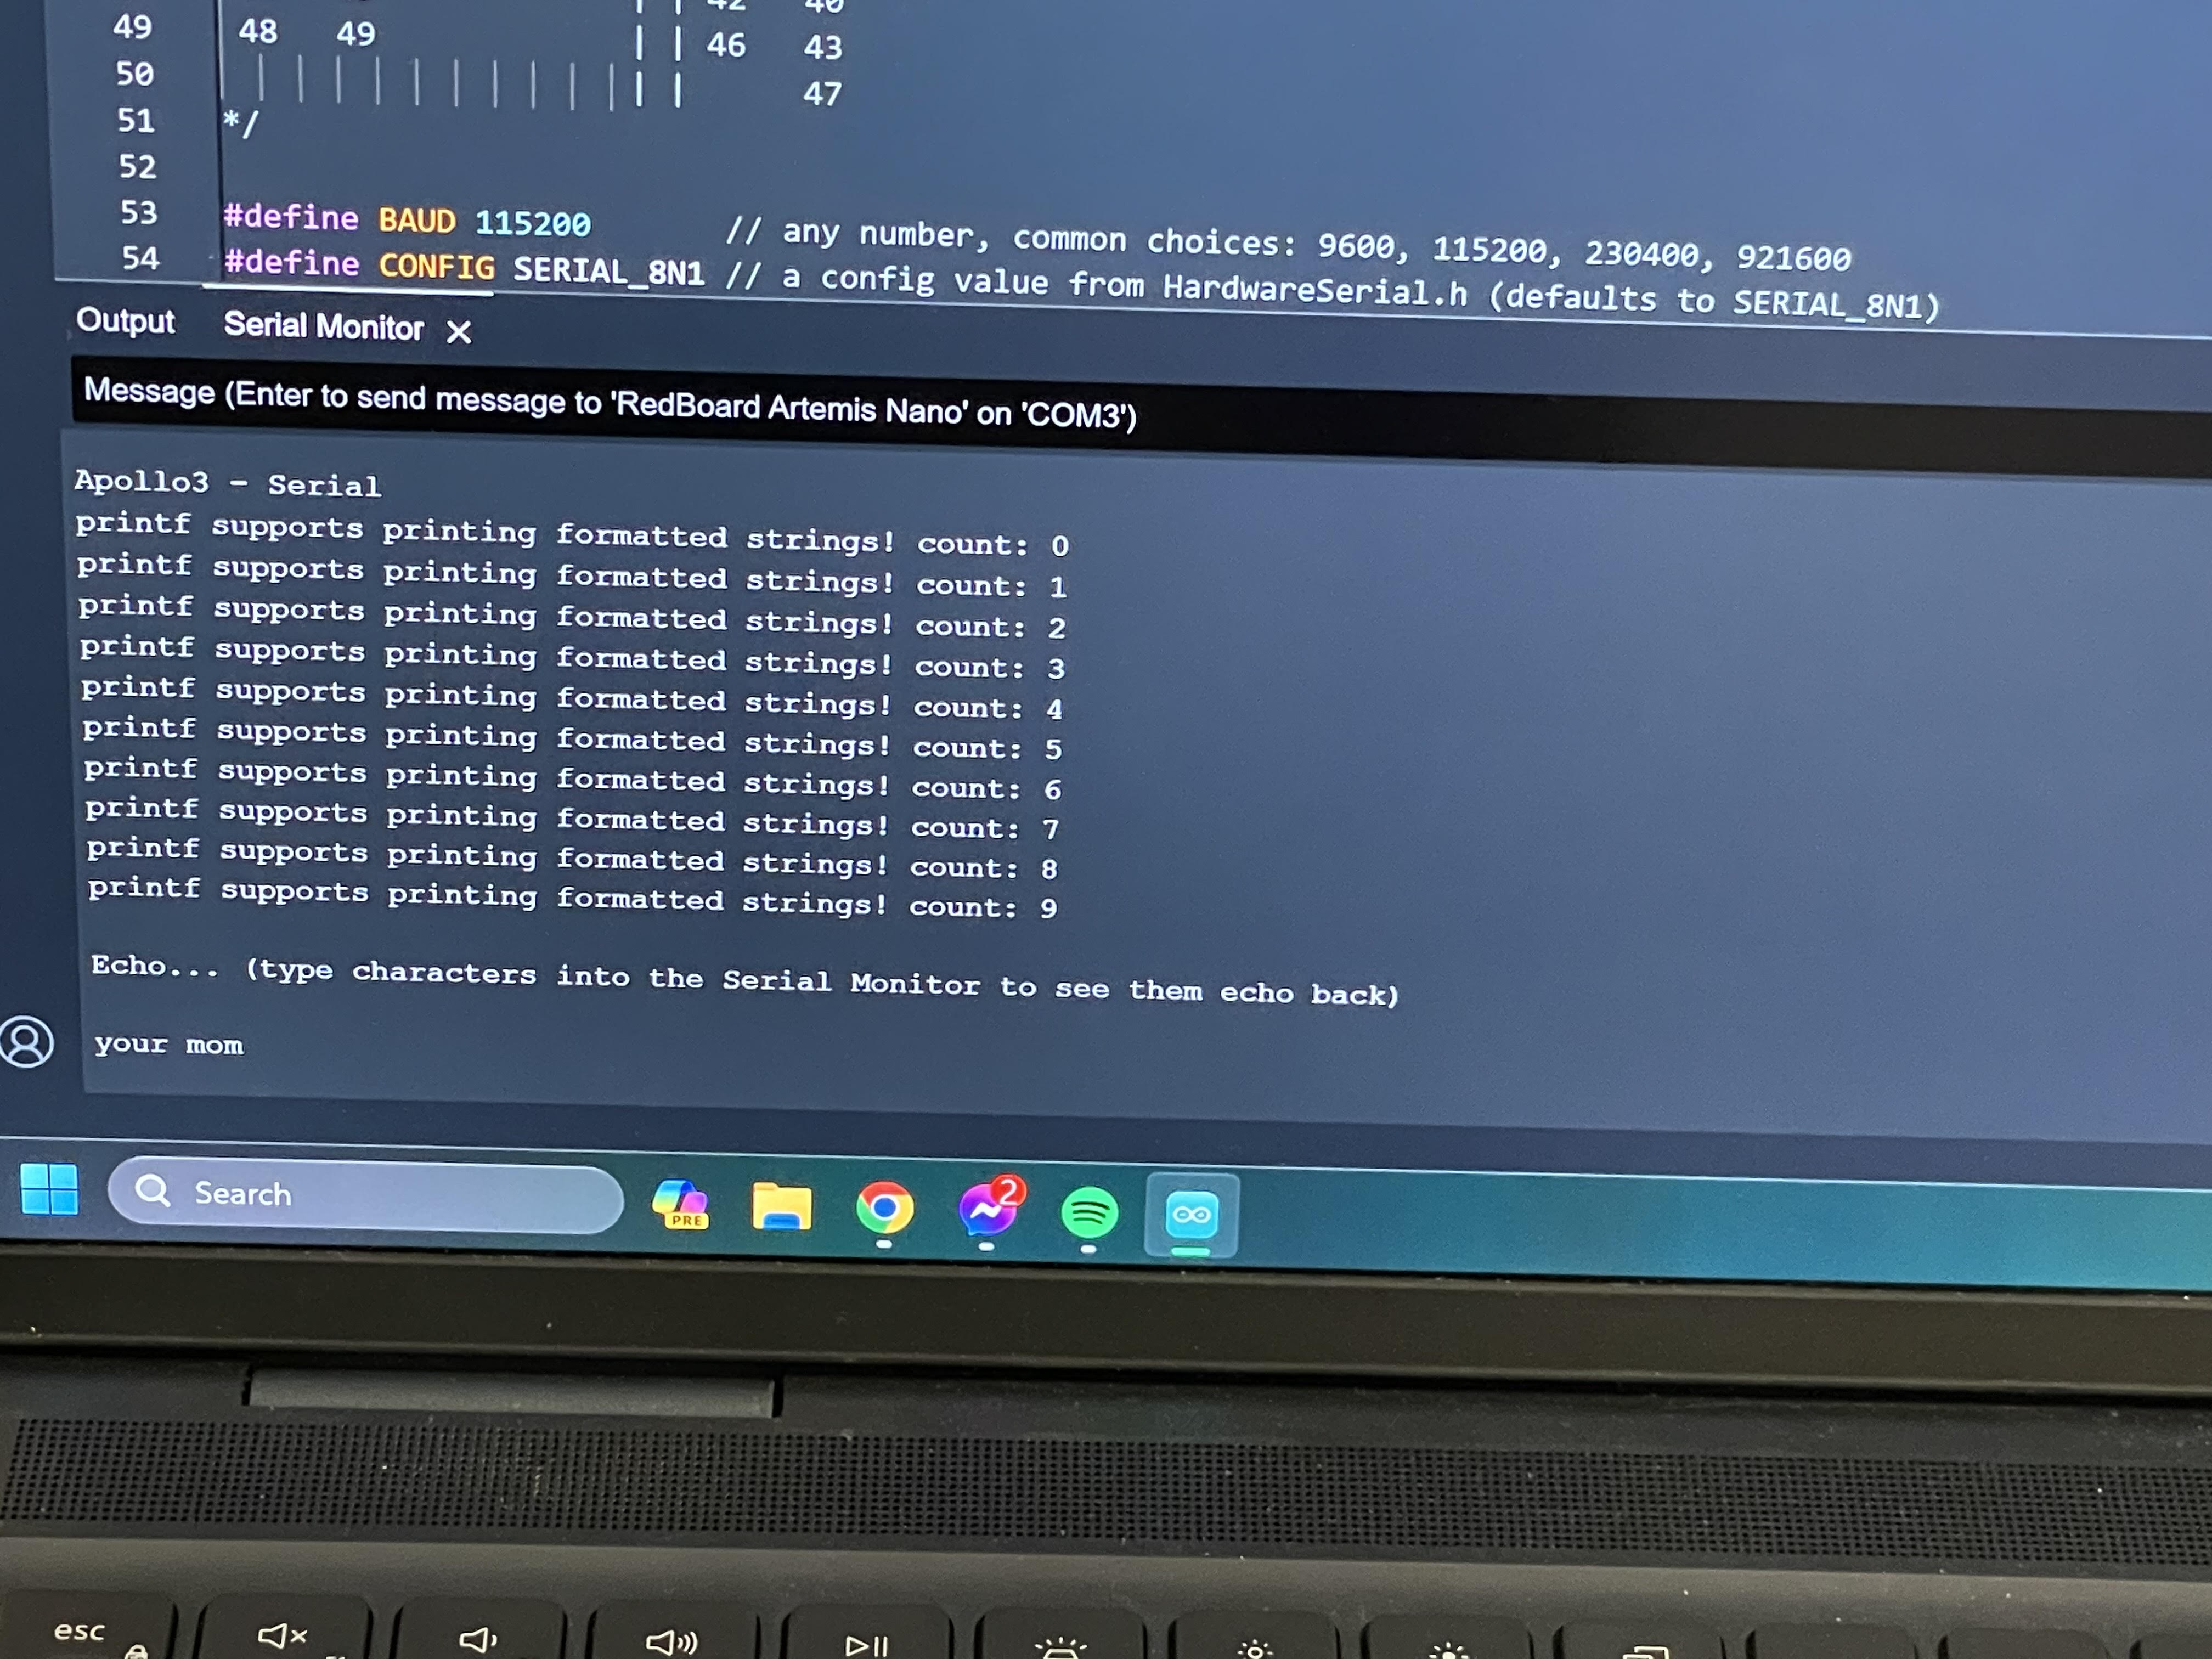 42 40
49 48 49 | | 46 43
50 | | | | | | | | | | | | | 47
51 */
52
53 #define BAUD 115200 // any number, common choices: 9600, 115200, 230400, 921600
54 #define CONFIG SERIAL_8N1 // a config value from HardwareSerial.h (defaults to SERIAL_8N1)
Output Serial Monitor
Message (Enter to send message to 'RedBoard Artemis Nano' on 'COM3')
Apollo3 - Serial
printf supports printing formatted strings! count: 0
printf supports printing formatted strings! count: 1
printf supports printing formatted strings! count: 2
printf supports printing formatted strings! count: 3
printf supports printing formatted strings! count: 4
printf supports printing formatted strings! count: 5
printf supports printing formatted strings! count: 6
printf supports printing formatted strings! count: 7
printf supports printing formatted strings! count: 8
printf supports printing formatted strings! count: 9
Echo... (type characters into the Serial Monitor to see them echo back)
your mom
Search
PRE
2
esc